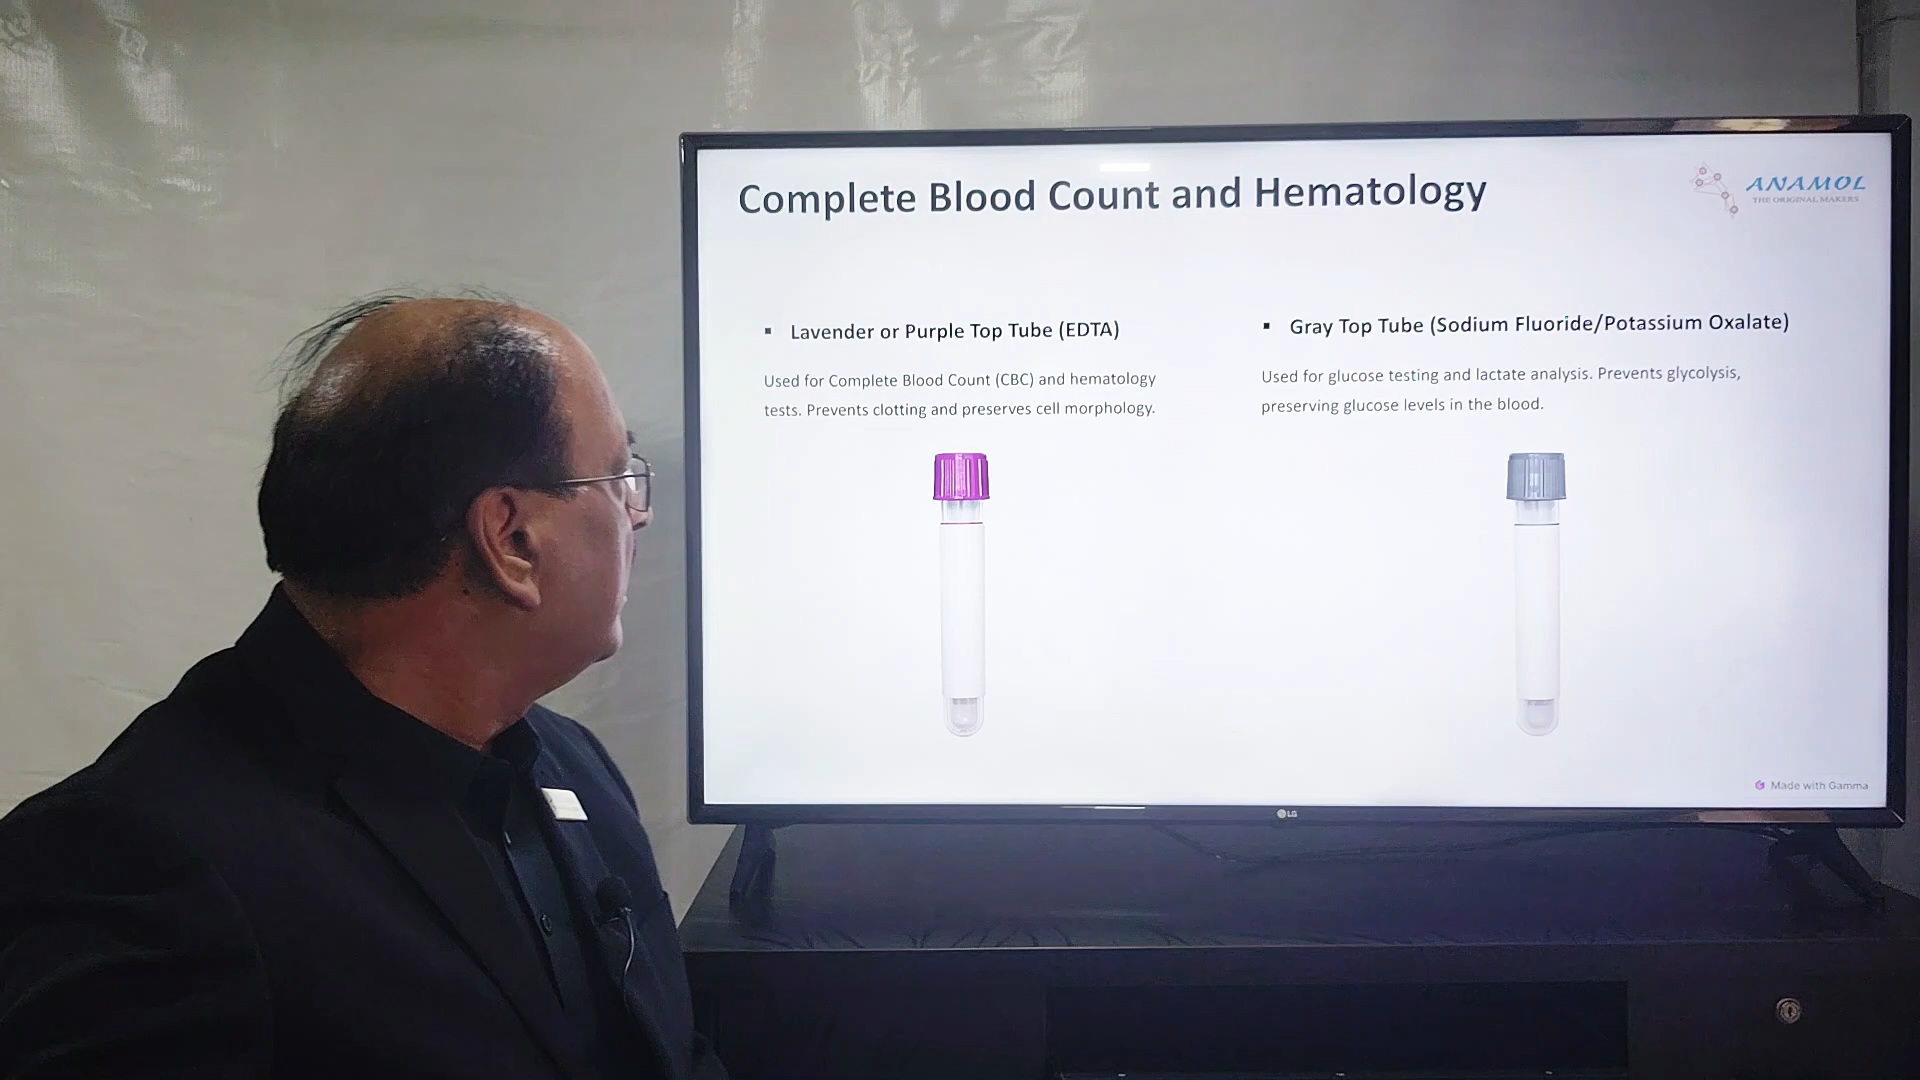 Complete Blood Count and Hematology
ANAMOL
THE ORIGINAL MAKERS
▪ Lavender or Purple Top Tube (EDTA)
Used for Complete Blood Count (CBC) and hematology
tests. Prevents clotting and preserves cell morphology.
▪ Gray Top Tube (Sodium Fluoride/Potassium Oxalate)
Used for glucose testing and lactate analysis. Prevents glycolysis,
preserving glucose levels in the blood.
Made with Gamma
LG